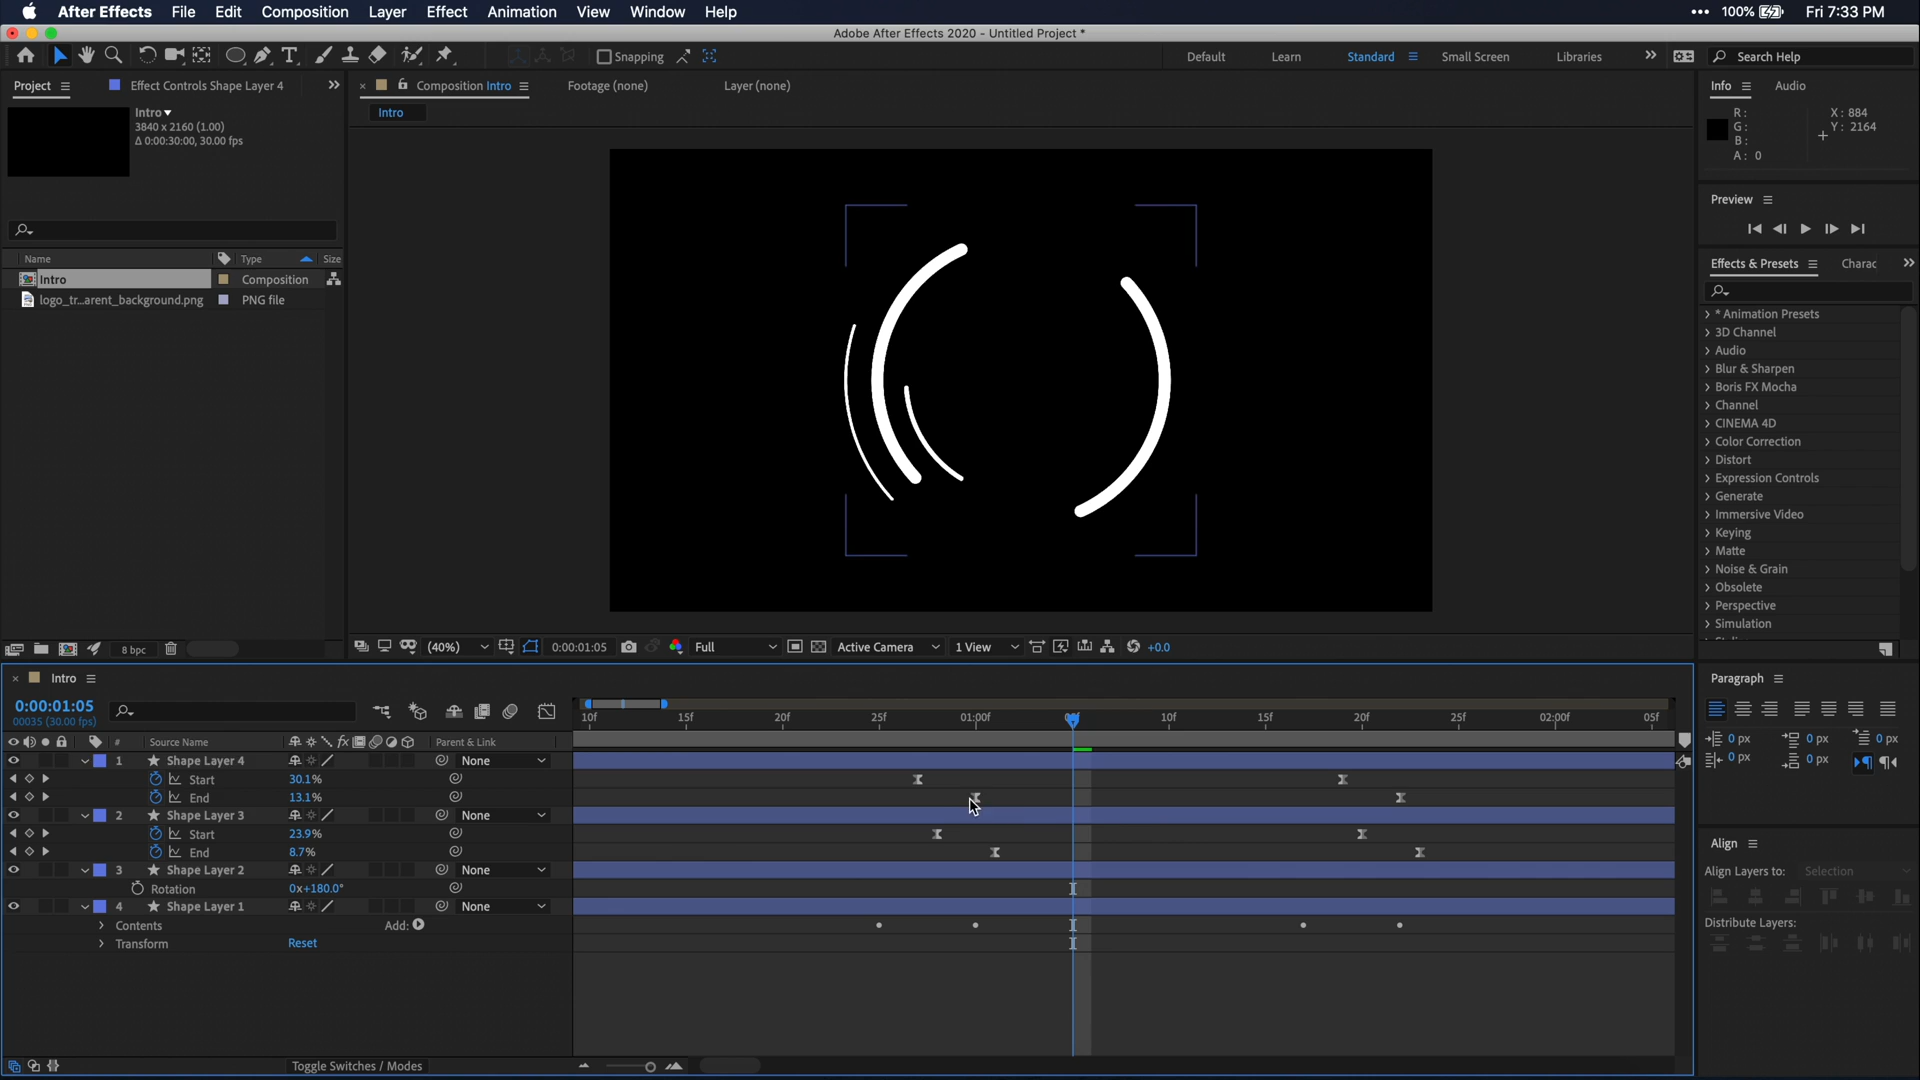 After Effects File Edit Composition Layer Effect Animation View Window Help 100% Fri 7:33 PM
Adobe After Effects 2020 - Untitled Project *
Snapping Default Learn Standard Small Screen Libraries Search Help
Project Effect Controls Shape Layer 4 Composition Intro Footage (none) Layer (none) Info Audio
Intro
Intro
3840 x 2160 (1.00)
Δ 0:00:30:00, 30.00 fps
R: X: 884
G: Y: 2164
B:
A: 0
Preview
Name Type Size
Intro Composition
logo_tr...arent_background.png PNG file
Effects & Presets Charac
* Animation Presets
3D Channel
Audio
Blur & Sharpen
Boris FX Mocha
Channel
CINEMA 4D
Color Correction
Distort
Expression Controls
Generate
Immersive Video
Keying
Matte
Noise & Grain
Obsolete
Perspective
Simulation
8 bpc (40%) 0:00:01:05 Full Active Camera 1 View +0.0
Intro
0:00:01:05
00035 (30.00 fps)
10f 15f 20f 25f 01:00f 10f 15f 20f 25f 02:00f 05f
# Source Name fx Parent & Link
1 Shape Layer 4 None
Start 30.1%
End 13.1%
2 Shape Layer 3 None
Start 23.9%
End 8.7%
3 Shape Layer 2 None
Rotation 0x+180.0°
4 Shape Layer 1 None
Contents Add:
Transform Reset
Toggle Switches / Modes
Paragraph
0 px 0 px 0 px
0 px 0 px
Align
Align Layers to: Selection
Distribute Layers: